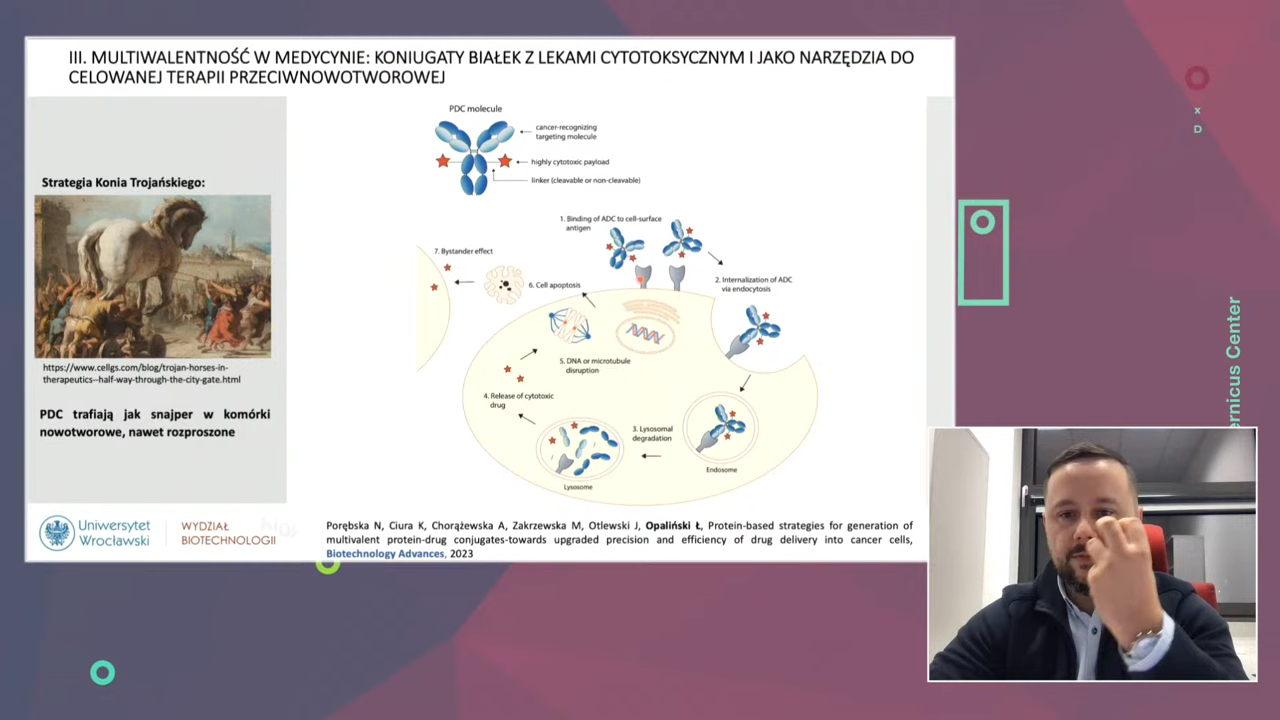 III. MULTIWALENTNOŚĆ W MEDYCYNIE: KONIUGATY BIAŁEK Z LEKAMI CYTOTOKSYCZNYM I JAKO NARZĘDZIA DO
CELOWANEJ TERAPII PRZECIWNOWOTWOROWEJ
Strategia Konia Trojańskiego:
https://www.cellgs.com/blog/trojan-horses-in-
therapeutics--half-way-through-the-city-gate.html
PDC trafiają jak snajper w komórki
nowotworowe, nawet rozproszone
PDC molecule
cancer-recognizing
targeting molecule
highly cytotoxic payload
linker (cleavable or non-cleavable)
1. Binding of ADC to cell-surface
antigen
2. Internalization of ADC
via endocytosis
7. Bystander effect
6. Cell apoptosis
5. DNA or microtubule
disruption
4. Release of cytotoxic
drug
3. Lysosomal
degradation
Endosome
Lysosome
Uniwersytet
Wrocławski
WYDZIAŁ
BIOTECHNOLOGII
Porębska N, Ciura K, Chorążewska A, Zakrzewska M, Otlewski J, Opaliński Ł, Protein-based strategies for generation of
multivalent protein-drug conjugates-towards upgraded precision and efficiency of drug delivery into cancer cells,
Biotechnology Advances, 2023
x
D
ernicus Center